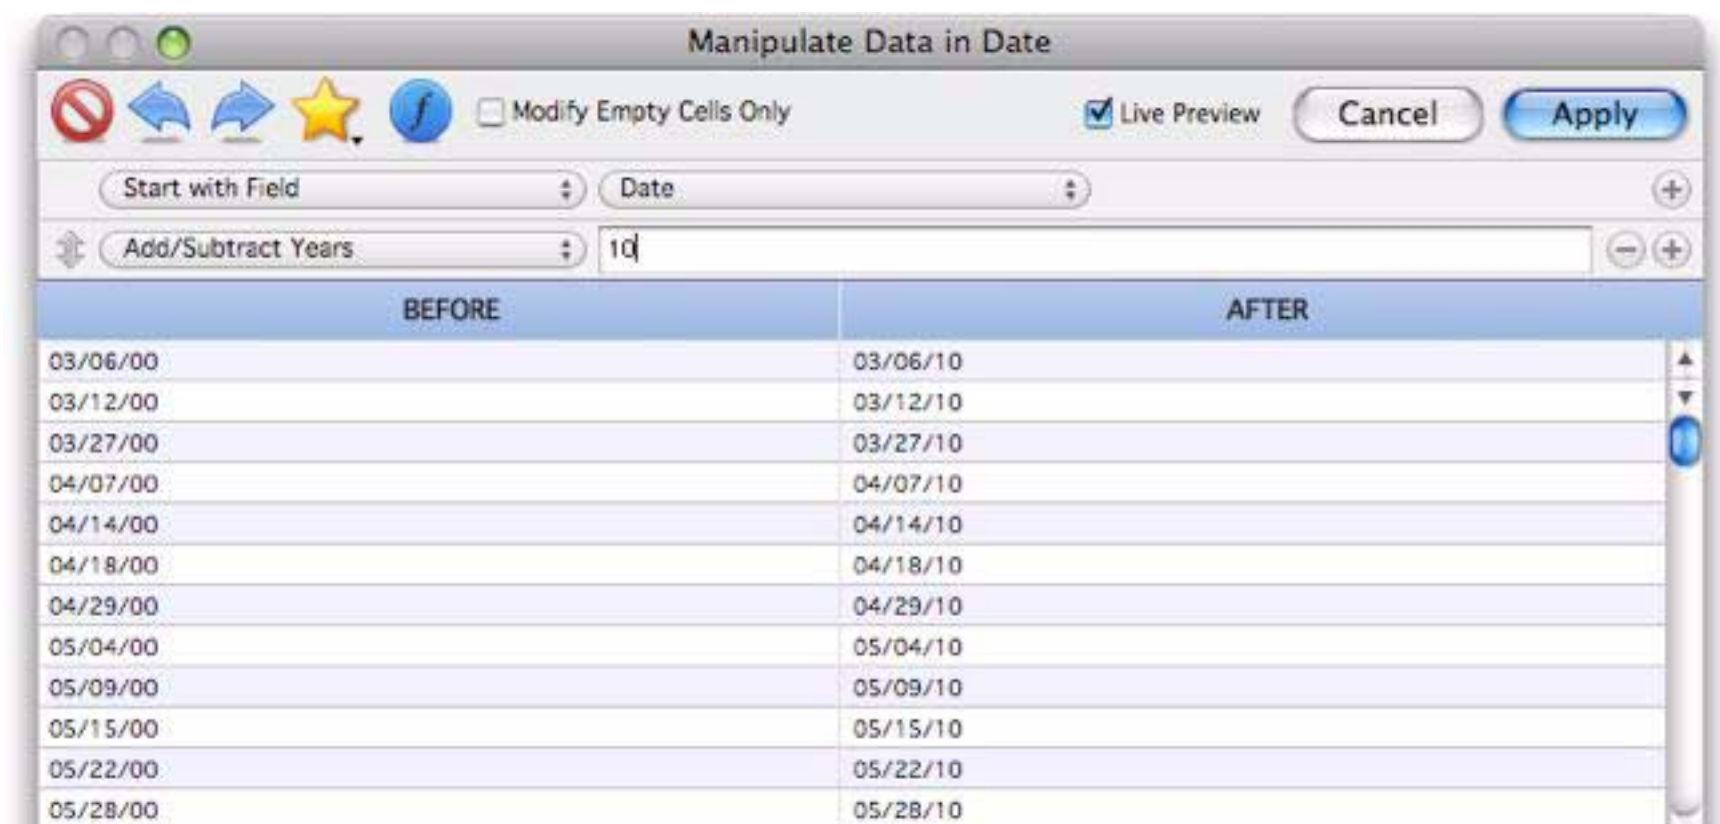 Manipulate Data in Date
f Modify Empty Cells Only Live Preview Cancel Apply
Start with Field Date
Add/Subtract Years 10
BEFORE AFTER
03/06/00 03/06/10
03/12/00 03/12/10
03/27/00 03/27/10
04/07/00 04/07/10
04/14/00 04/14/10
04/18/00 04/18/10
04/29/00 04/29/10
05/04/00 05/04/10
05/09/00 05/09/10
05/15/00 05/15/10
05/22/00 05/22/10
05/28/00 05/28/10